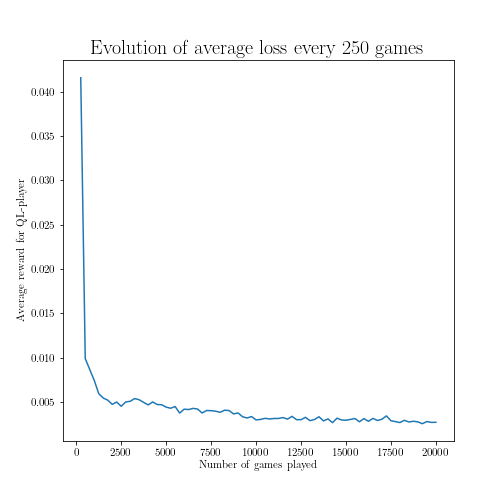 Evolution of average loss every 250 games
0.040
0.035
0.030
0.025
0.020
0.015
0.010
0.005
Average reward for QL-player
0 2500 5000 7500 10000 12500 15000 17500 20000
Number of games played